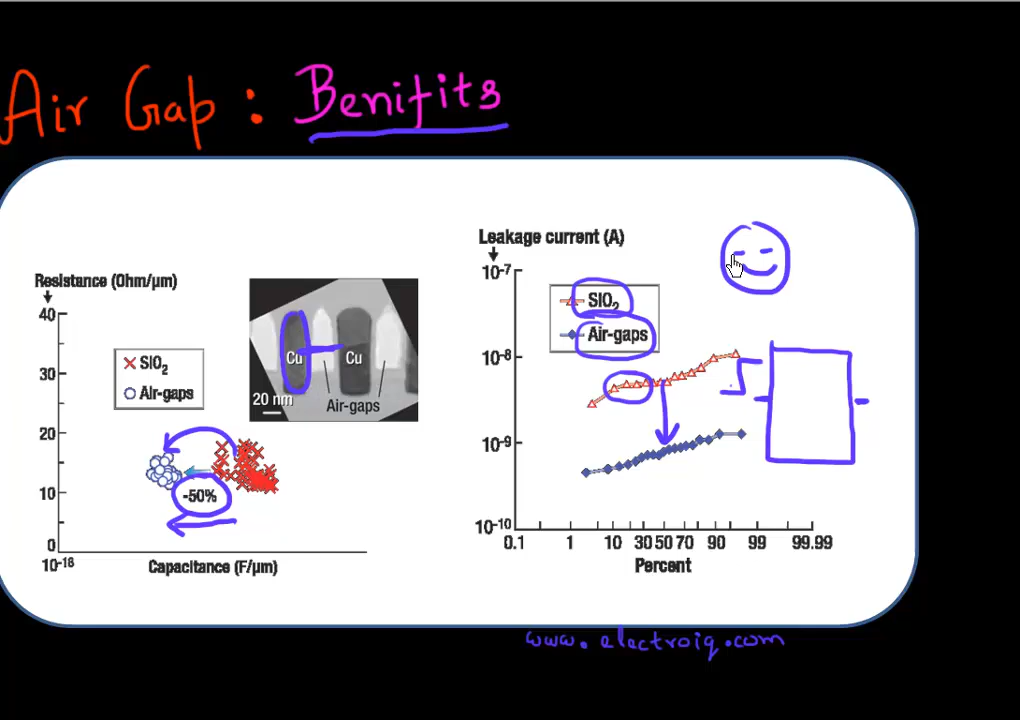 Air Gap : Benifits
Resistance (Ohm/μm)
40
30
20
10
0
10-18
Capacitance (F/μm)
SIO2
Air-gaps
-50%
Cu
Cu
20 nm
Air-gaps
Leakage current (A)
10-7
10-8
10-9
10-10
SIO2
Air-gaps
0.1 1 10 30 50 70 90 99 99.99
Percent
www.electroiq.com